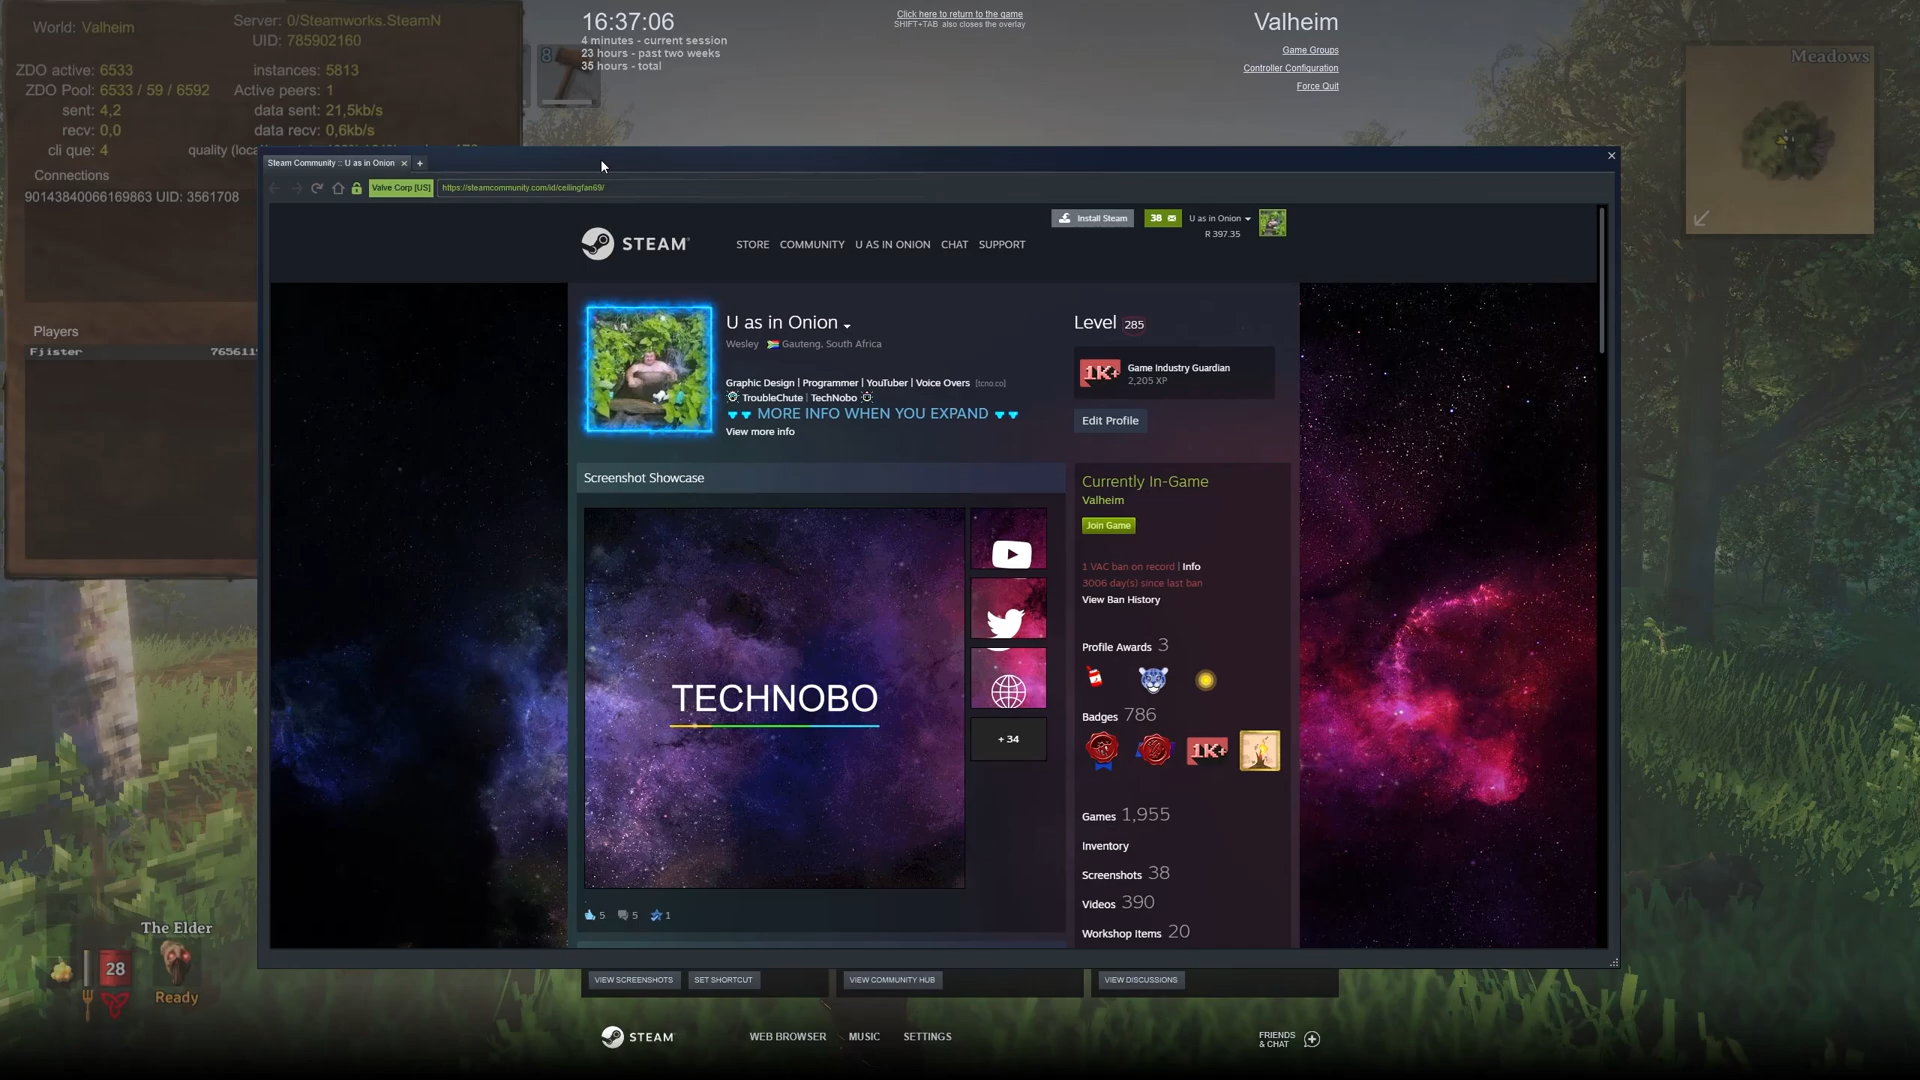 World: Valheim
Server: 0/Steamworks.SteamN
UID: 785902160
ZDO active: 6533
instances: 5813
ZDO Pool: 6533 / 59 / 6592
Active peers: 1
sent: 4,2
data sent: 21,5kb/s
recv: 0,0
data recv: 0,6kb/s
cli que: 4
quality (loca
Connections
90143840066169863 UID: 3561708
Players
Fjister
765611
8
16:37:06
4 minutes - current session
23 hours - past two weeks
35 hours - total
Click here to return to the game
SHIFT+TAB also closes the overlay
Valheim
Game Groups
Controller Configuration
Force Quit
Meadows
Steam Community :: U as in Onion
Valve Corp [US]
https://steamcommunity.com/id/ceilingfan69/
Install Steam
38
U as in Onion
R 397.35
STEAM
STORE COMMUNITY U AS IN ONION CHAT SUPPORT
U as in Onion
Wesley Gauteng, South Africa
Graphic Design | Programmer | YouTuber | Voice Overs [tcno.co]
TroubleChute | TechNobo
MORE INFO WHEN YOU EXPAND
View more info
Level 285
1K+
Game Industry Guardian
2,205 XP
Edit Profile
Screenshot Showcase
TECHNOBO
+ 34
5 5 1
Currently In-Game
Valheim
Join Game
1 VAC ban on record | Info
3006 day(s) since last ban
View Ban History
Profile Awards 3
Badges 786
1K+
Games 1,955
Inventory
Screenshots 38
Videos 390
Workshop Items 20
VIEW SCREENSHOTS
SET SHORTCUT
VIEW COMMUNITY HUB
VIEW DISCUSSIONS
The Elder
28
Ready
STEAM
WEB BROWSER
MUSIC
SETTINGS
FRIENDS
& CHAT